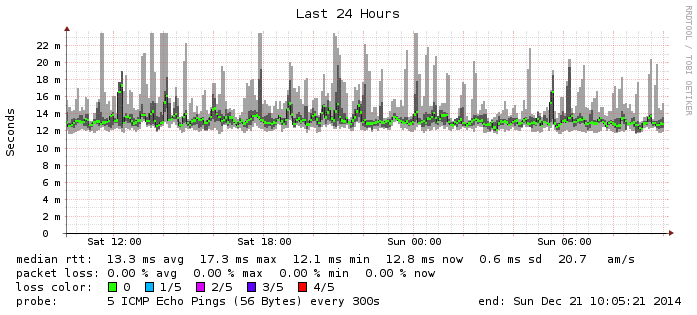 Last 24 Hours
RRDTOOL / TOBI OETIKER
Seconds
22 m
20 m
18 m
16 m
14 m
12 m
10 m
8 m
6 m
4 m
2 m
0
Sat 12:00 Sat 18:00 Sun 00:00 Sun 06:00
median rtt: 13.3 ms avg 17.3 ms max 12.1 ms min 12.8 ms now 0.6 ms sd 20.7 am/s
packet loss: 0.00 % avg 0.00 % max 0.00 % min 0.00 % now
loss color: 0 1/5 2/5 3/5 4/5
probe: 5 ICMP Echo Pings (56 Bytes) every 300s end: Sun Dec 21 10:05:21 2014